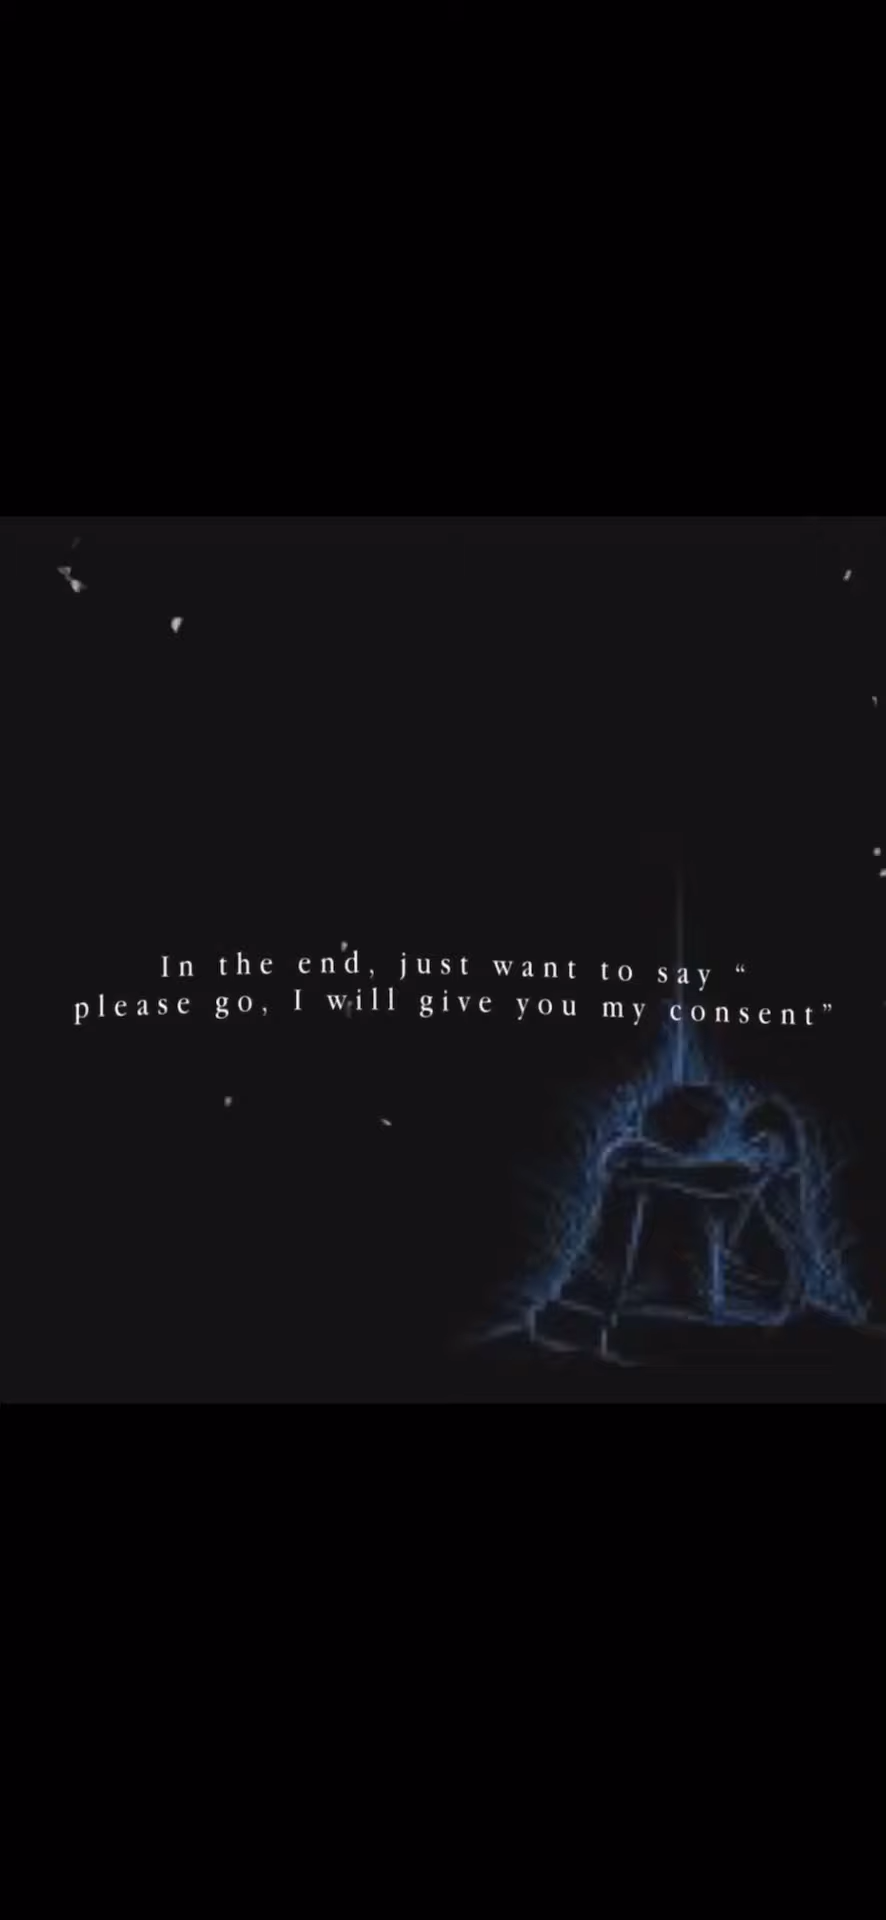 In the end, just want to say “
please go, I will give you my consent”